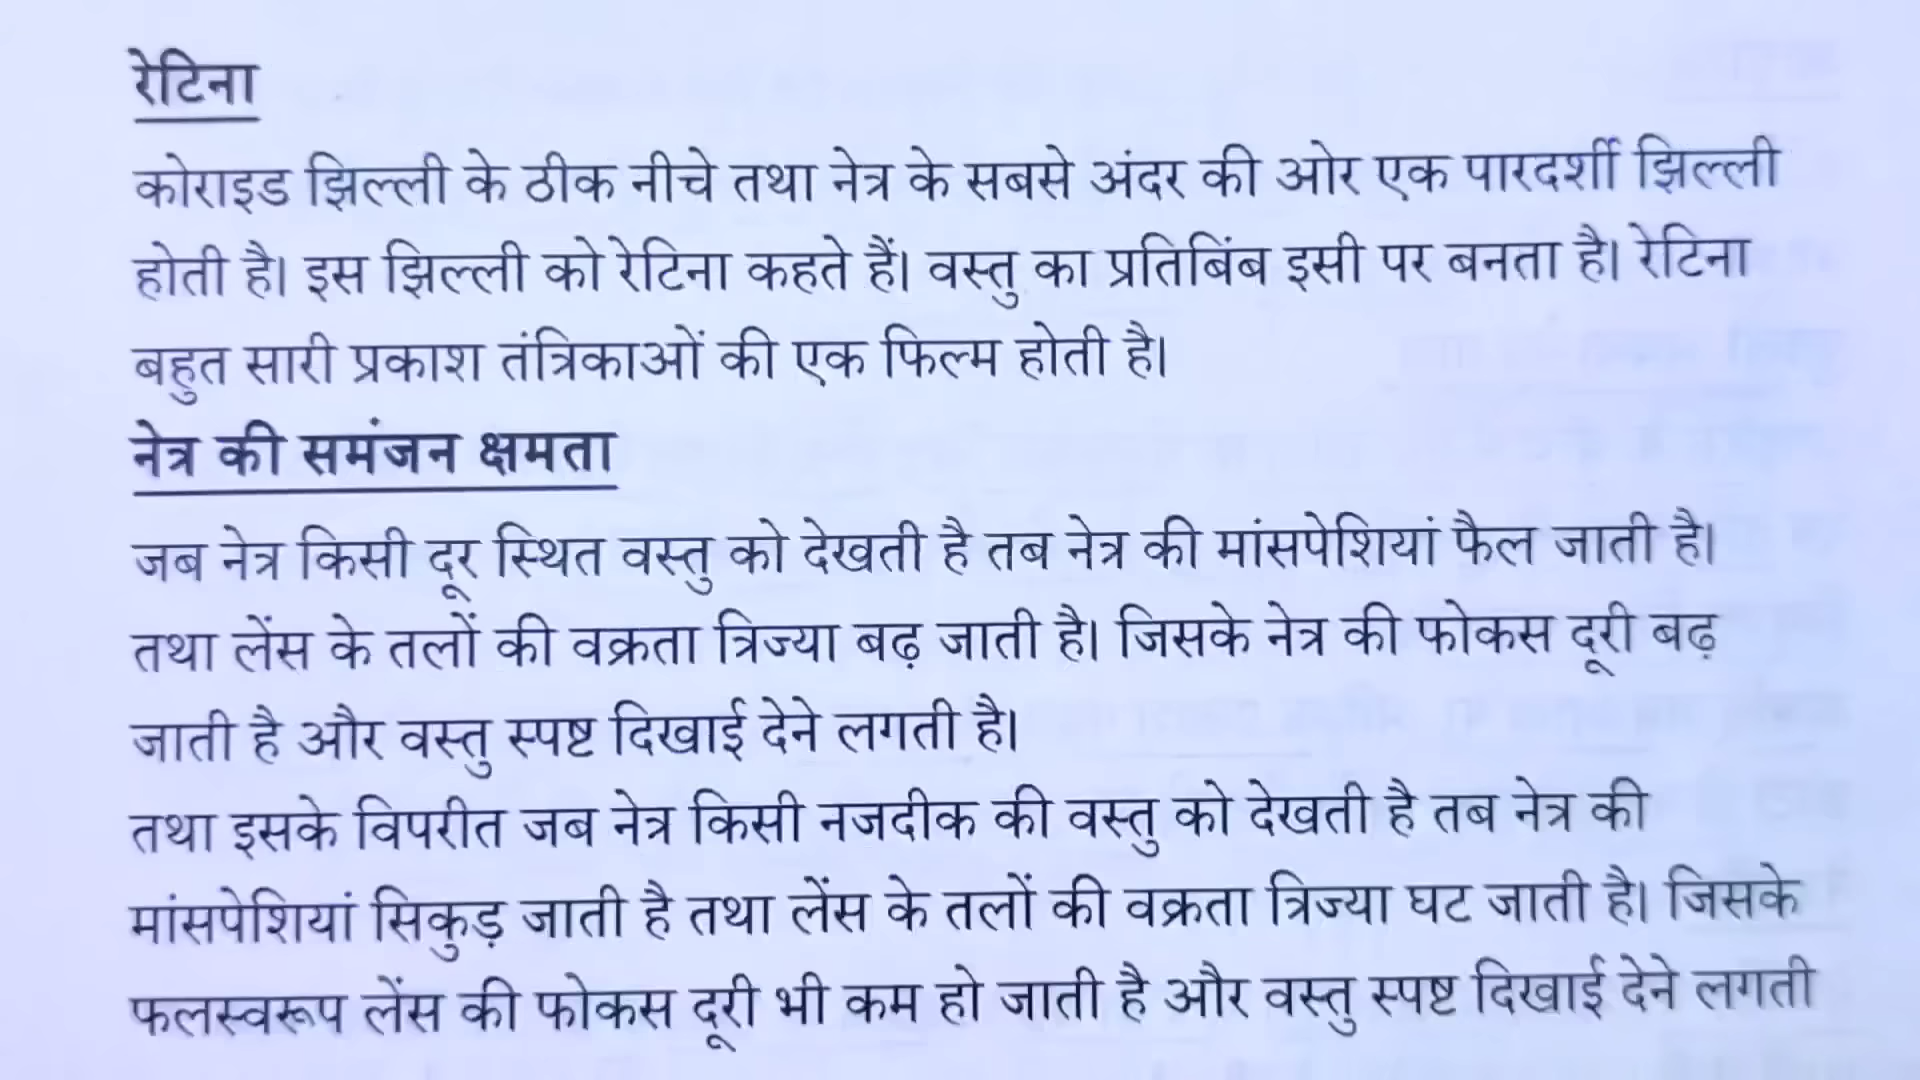 रेटिना
कोराइड झिल्ली के ठीक नीचे तथा नेत्र के सबसे अंदर की ओर एक पारदर्शी झिल्ली
होती है। इस झिल्ली को रेटिना कहते हैं। वस्तु का प्रतिबिंब इसी पर बनता है। रेटिना
बहुत सारी प्रकाश तंत्रिकाओं की एक फिल्म होती है।
नेत्र की समंजन क्षमता
जब नेत्र किसी दूर स्थित वस्तु को देखती है तब नेत्र की मांसपेशियां फैल जाती है।
तथा लेंस के तलों की वक्रता त्रिज्या बढ़ जाती है। जिसके नेत्र की फोकस दूरी बढ़
जाती है और वस्तु स्पष्ट दिखाई देने लगती है।
तथा इसके विपरीत जब नेत्र किसी नजदीक की वस्तु को देखती है तब नेत्र की
मांसपेशियां सिकुड़ जाती है तथा लेंस के तलों की वक्रता त्रिज्या घट जाती है। जिसके
फलस्वरूप लेंस की फोकस दूरी भी कम हो जाती है और वस्तु स्पष्ट दिखाई देने लगती